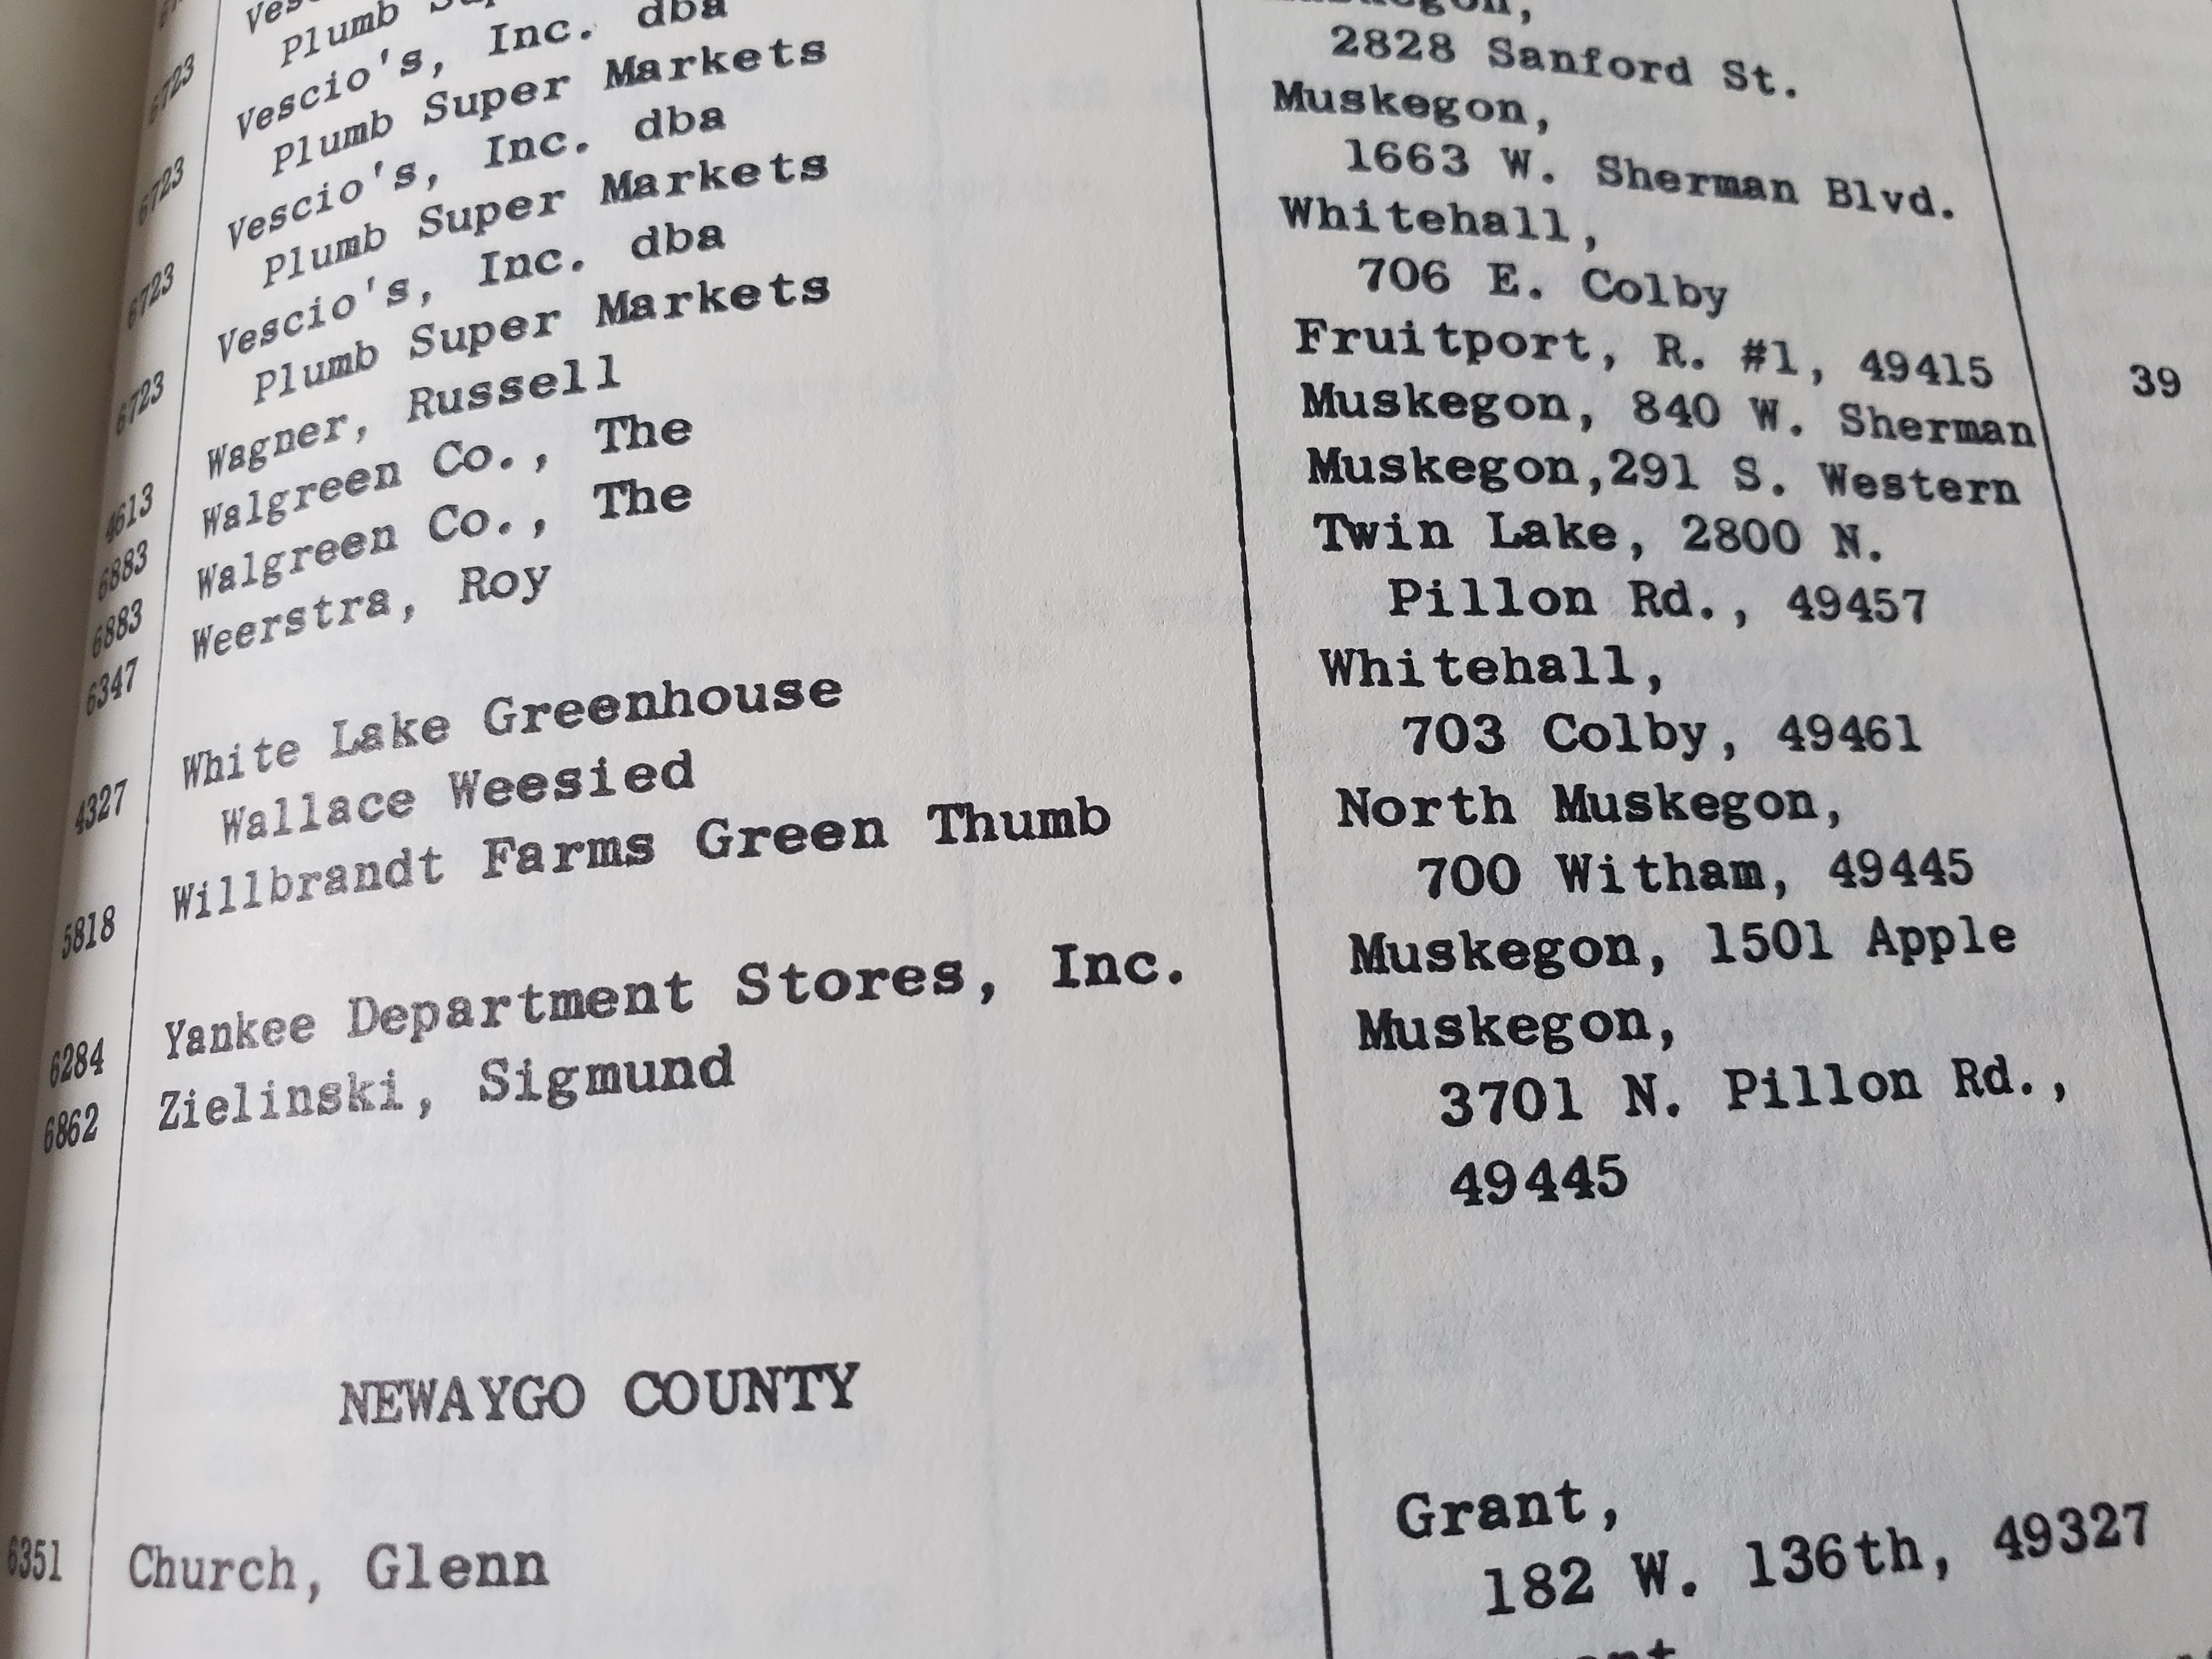 6723
Plumb
6723 Vescio's, Inc. dba
Plumb Super Markets 2828 Sanford St.
6723 Vescio's, Inc. dba Muskegon,
Plumb Super Markets 1663 W. Sherman Blvd.
6723 Vescio's, Inc. dba Whitehall,
Plumb Super Markets 706 E. Colby
4613 Wagner, Russell Fruitport, R. #1, 49415 39
6883 Walgreen Co., The Muskegon, 840 W. Sherman
6883 Walgreen Co., The Muskegon,291 S. Western
6347 Weerstra, Roy Twin Lake, 2800 N.
Pillon Rd., 49457
4327 White Lake Greenhouse Whitehall,
Wallace Weesied 703 Colby, 49461
5818 Willbrandt Farms Green Thumb North Muskegon,
700 Witham, 49445
6284 Yankee Department Stores, Inc. Muskegon, 1501 Apple
6862 Zielinski, Sigmund Muskegon,
3701 N. Pillon Rd.,
49445
NEWAYGO COUNTY
6351 Church, Glenn Grant,
182 W. 136th, 49327